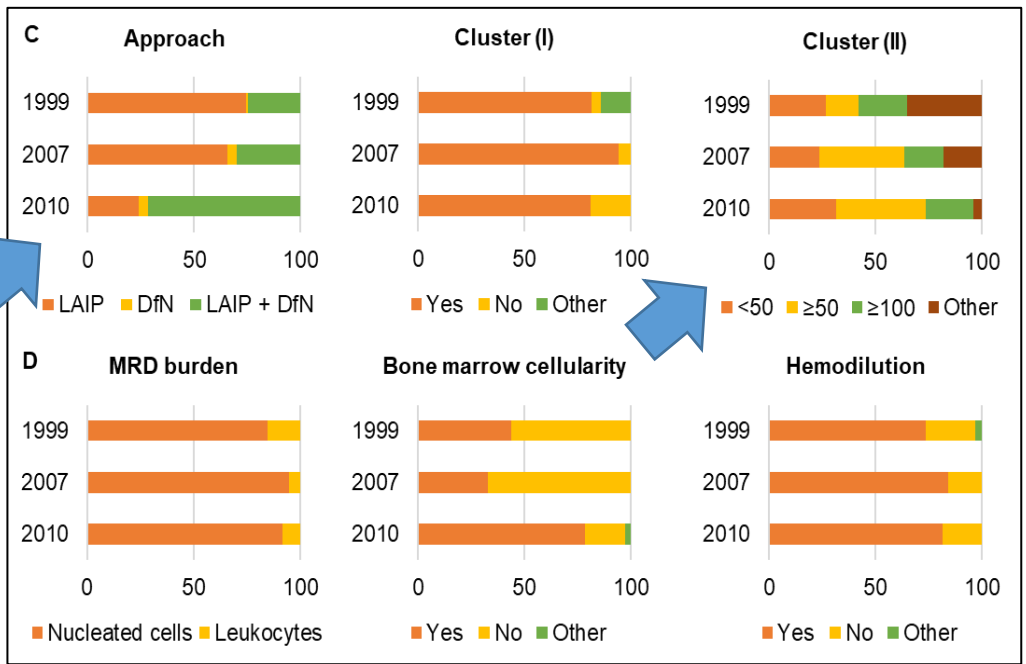 C
Approach
Cluster (I)
Cluster (II)
1999
2007
2010
0 50 100
LAIP DfN LAIP + DfN
1999
2007
2010
0 50 100
Yes No Other
1999
2007
2010
0 50 100
<50 ≥50 ≥100 Other
D
MRD burden
Bone marrow cellularity
Hemodilution
1999
2007
2010
0 50 100
Nucleated cells Leukocytes
1999
2007
2010
0 50 100
Yes No Other
1999
2007
2010
0 50 100
Yes No Other